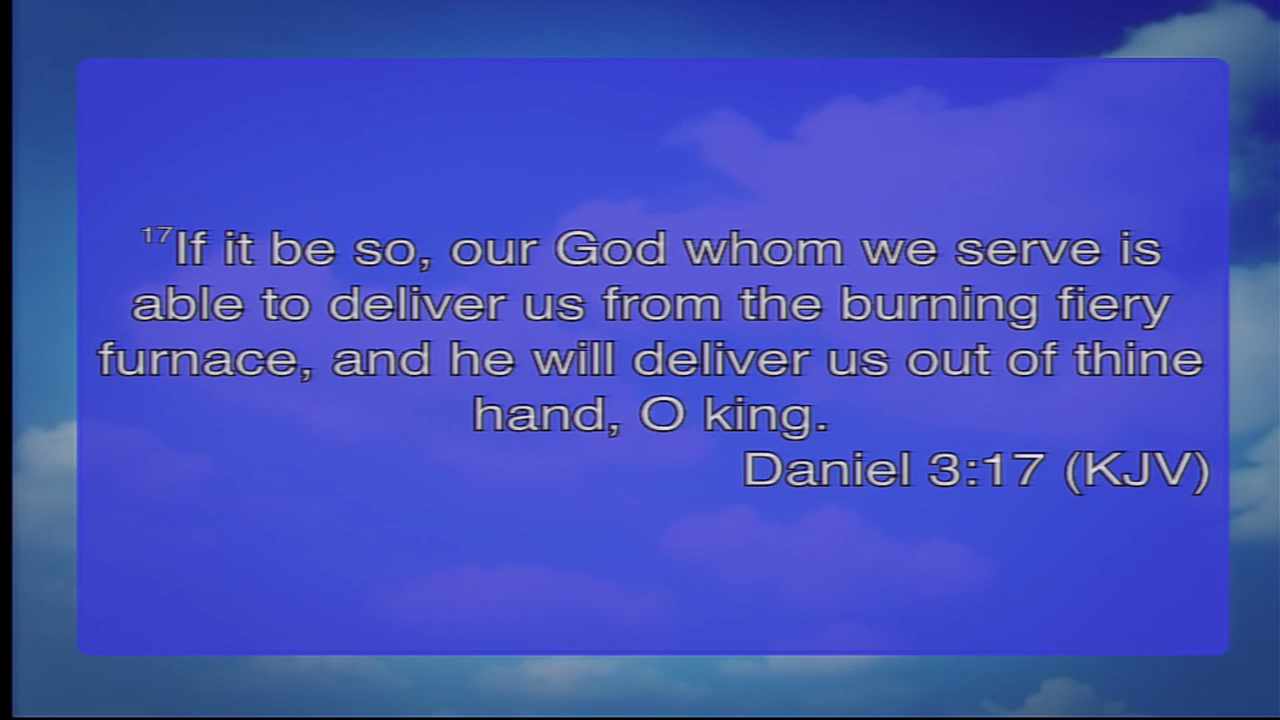 17If it be so, our God whom we serve is
able to deliver us from the burning fiery
furnace, and he will deliver us out of thine
hand, O king.
Daniel 3:17 (KJV)